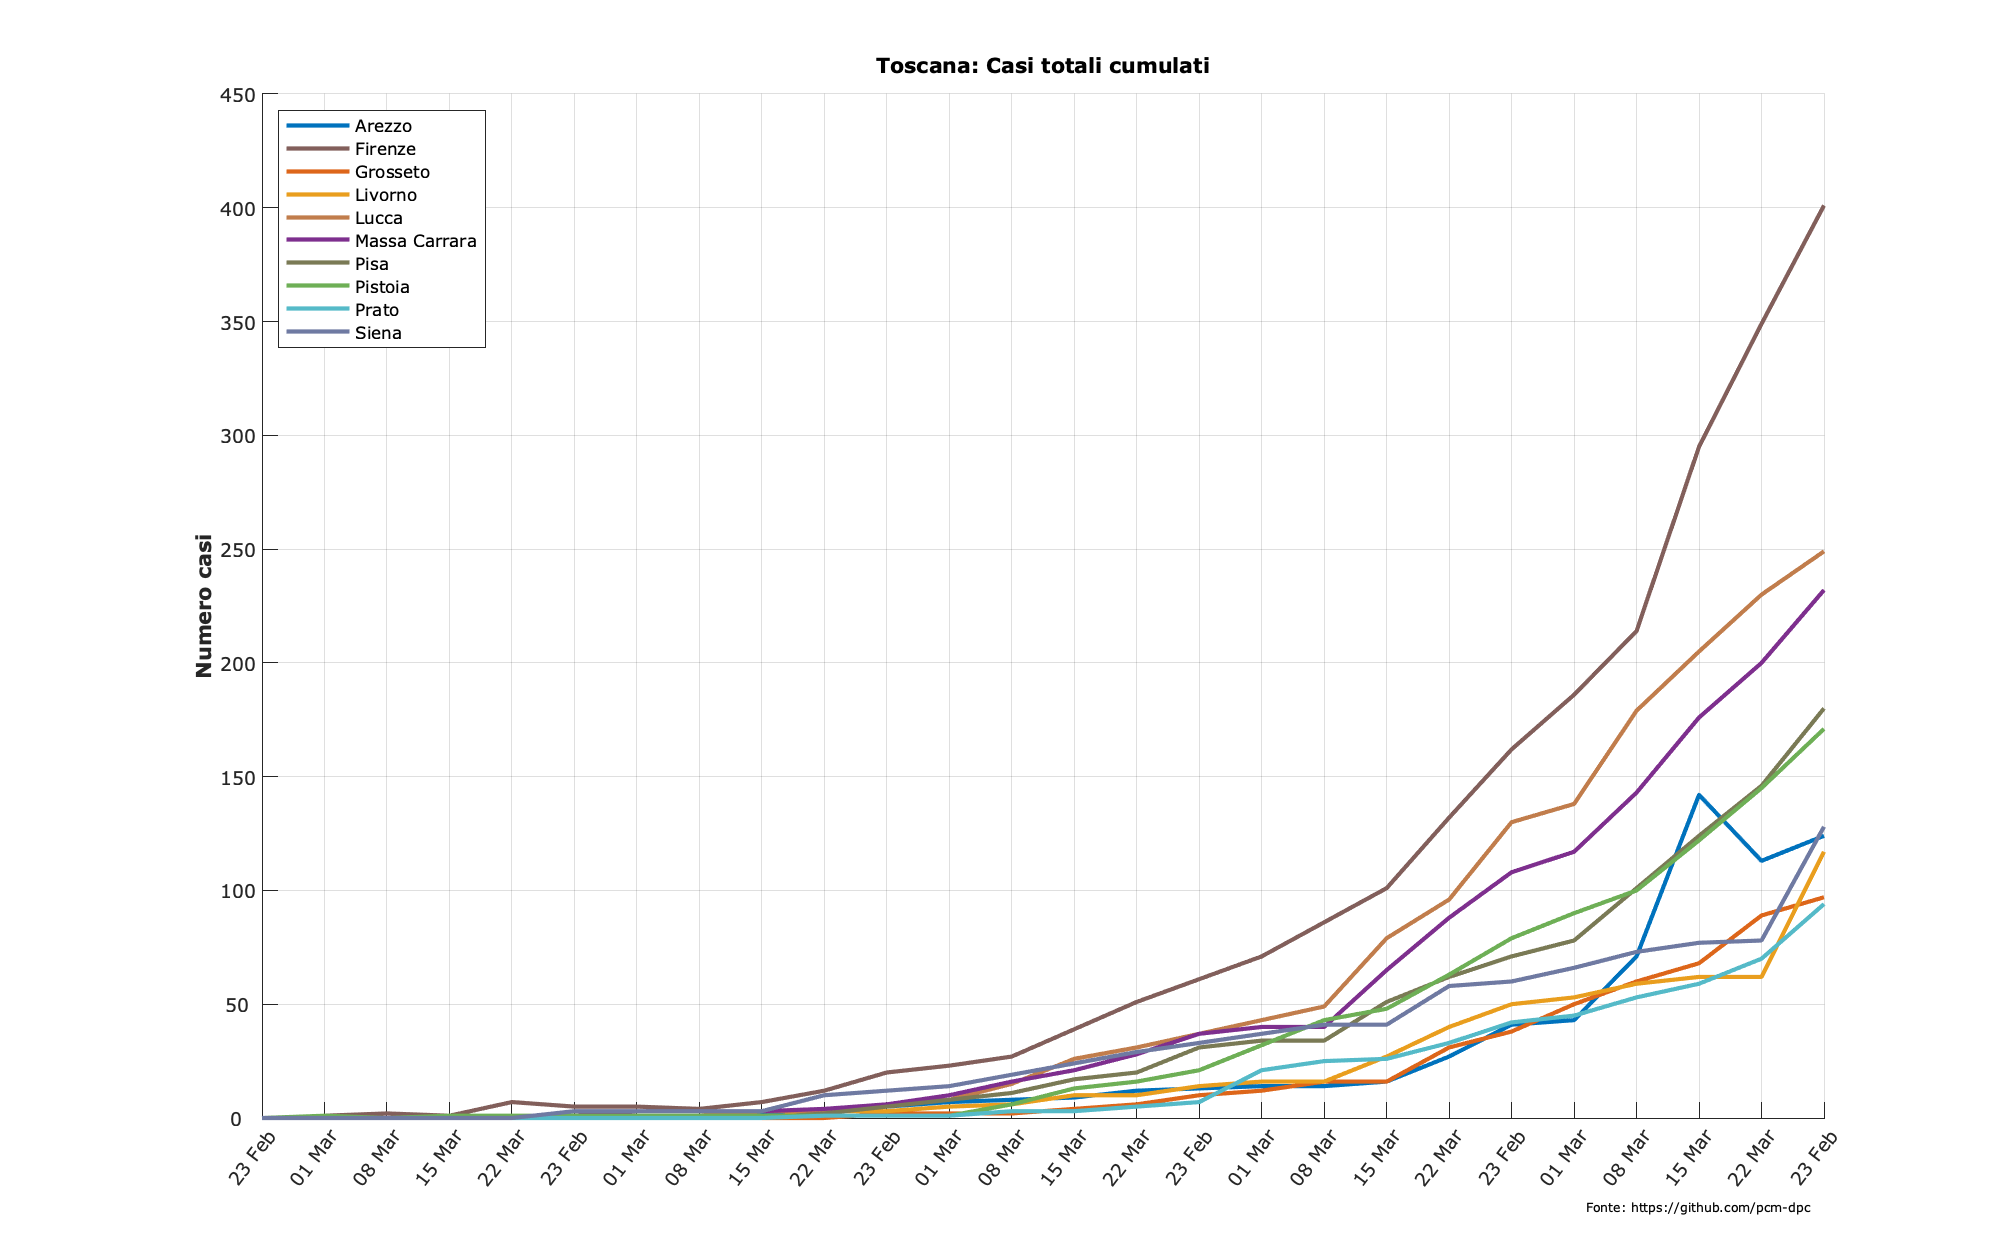 Toscana: Casi totali cumulati
450
400
350
300
250
200
150
100
50
0
Numero casi
Arezzo
Firenze
Grosseto
Livorno
Lucca
Massa Carrara
Pisa
Pistoia
Prato
Siena
23 Feb
01 Mar
08 Mar
15 Mar
22 Mar
23 Feb
01 Mar
08 Mar
15 Mar
22 Mar
23 Feb
01 Mar
08 Mar
15 Mar
22 Mar
23 Feb
01 Mar
08 Mar
15 Mar
22 Mar
23 Feb
01 Mar
08 Mar
15 Mar
22 Mar
23 Feb
Fonte: https://github.com/pcm-dpc